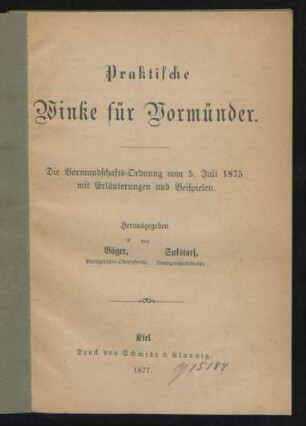 Praktische
Winke für Vormünder.
Die Vormundschafts-Ordnung vom 5. Juli 1875
mit Erläuterungen und Beispielen.
Herausgegeben
von
Böger, Sukstorf,
Kiel.
Druck von Schmidt & Klaunig.
1877.
15184